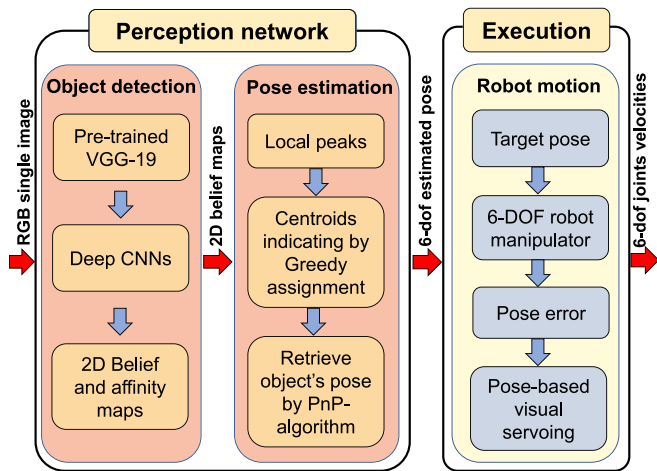 Perception network
Execution
RGB single image
Object detection
Pre-trained
VGG-19
Deep CNNs
2D Belief
and affinity
maps
2D belief maps
Pose estimation
Local peaks
Centroids
indicating by
Greedy
assignment
Retrieve
object's pose
by PnP-
algorithm
6-dof estimated pose
Robot motion
Target pose
6-DOF robot
manipulator
Pose error
Pose-based
visual
servoing
6-dof joints velocities